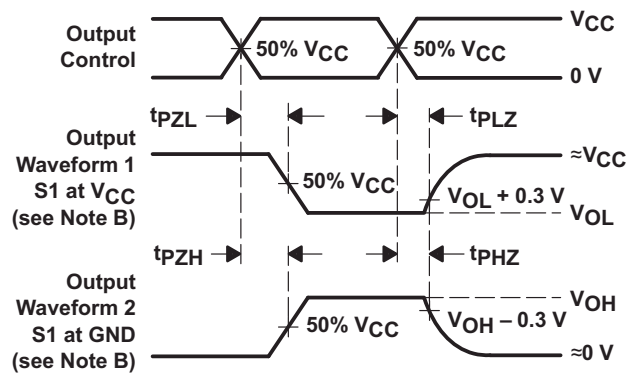 Output
Control
50% VCC
50% VCC
VCC
0 V
tPZL
tPLZ
Output
Waveform 1
S1 at VCC
(see Note B)
50% VCC
≈VCC
VOL + 0.3 V
VOL
tPZH
tPHZ
Output
Waveform 2
S1 at GND
(see Note B)
50% VCC
VOH
VOH – 0.3 V
≈0 V